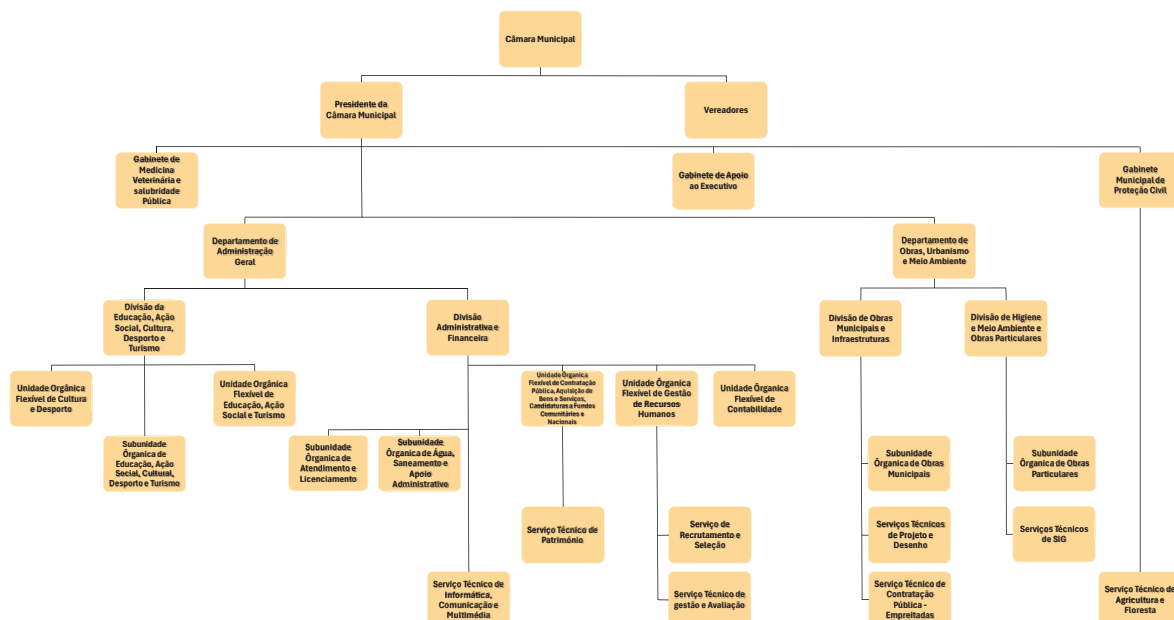 Câmara Municipal
Presidente da
Câmara Municipal
Vereadores
Gabinete de
Medicina
Veterinária e
salubridade
Pública
Gabinete de Apoio
ao Executivo
Gabinete
Municipal de
Proteção Civil
Departamento de
Administração
Geral
Departamento de
Obras, Urbanismo
e Meio Ambiente
Divisão da
Educação, Ação
Social, Cultura,
Desporto e
Turismo
Divisão
Administrativa e
Financeira
Divisão de Obras
Municipais e
Infraestruturas
Divisão de Higiene
e Meio Ambiente e
Obras Particulares
Unidade Orgânica
Flexível de Cultura
e Desporto
Unidade Orgânica
Flexível de
Educação, Ação
Social e Turismo
Unidade Ôrganica
Flexível de Contratação
Pública, Aquisição de
Bens e Serviços,
Candidaturas a Fundos
Comunitários e
Nacionais
Unidade Ôrganica
Flexível de Gestão
de Recursos
Humanos
Unidade Ôrganica
Flexível de
Contabilidade
Subunidade
Ôrganica de
Educação, Ação
Social, Cultural,
Desporto e Turismo
Subunidade
Ôrganica de
Atendimento e
Licenciamento
Subunidade
Ôrganica de Água,
Saneamento e
Apoio
Administrativo
Subunidade
Ôrganica de Obras
Municipais
Subunidade
Ôrganica de Obras
Particulares
Serviço Técnico de
Património
Serviço de
Recrutamento e
Seleção
Serviços Técnicos
de Projeto e
Desenho
Serviços Técnicos
de SIG
Serviço Técnico de
Informática,
Comunicação e
Multimédia
Serviço Técnico de
gestão e Avaliação
Serviço Técnico de
Contratação
Pública -
Empreitadas
Serviço Técnico de
Agricultura e
Floresta